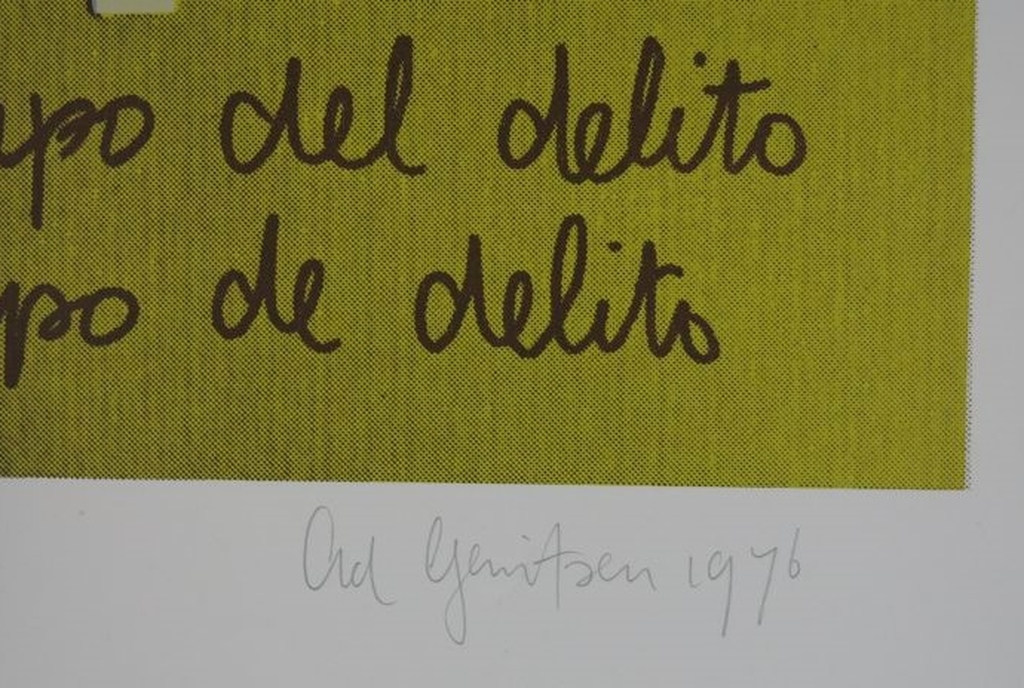 po del delito
po de delito
Ad Gerritsen 1976